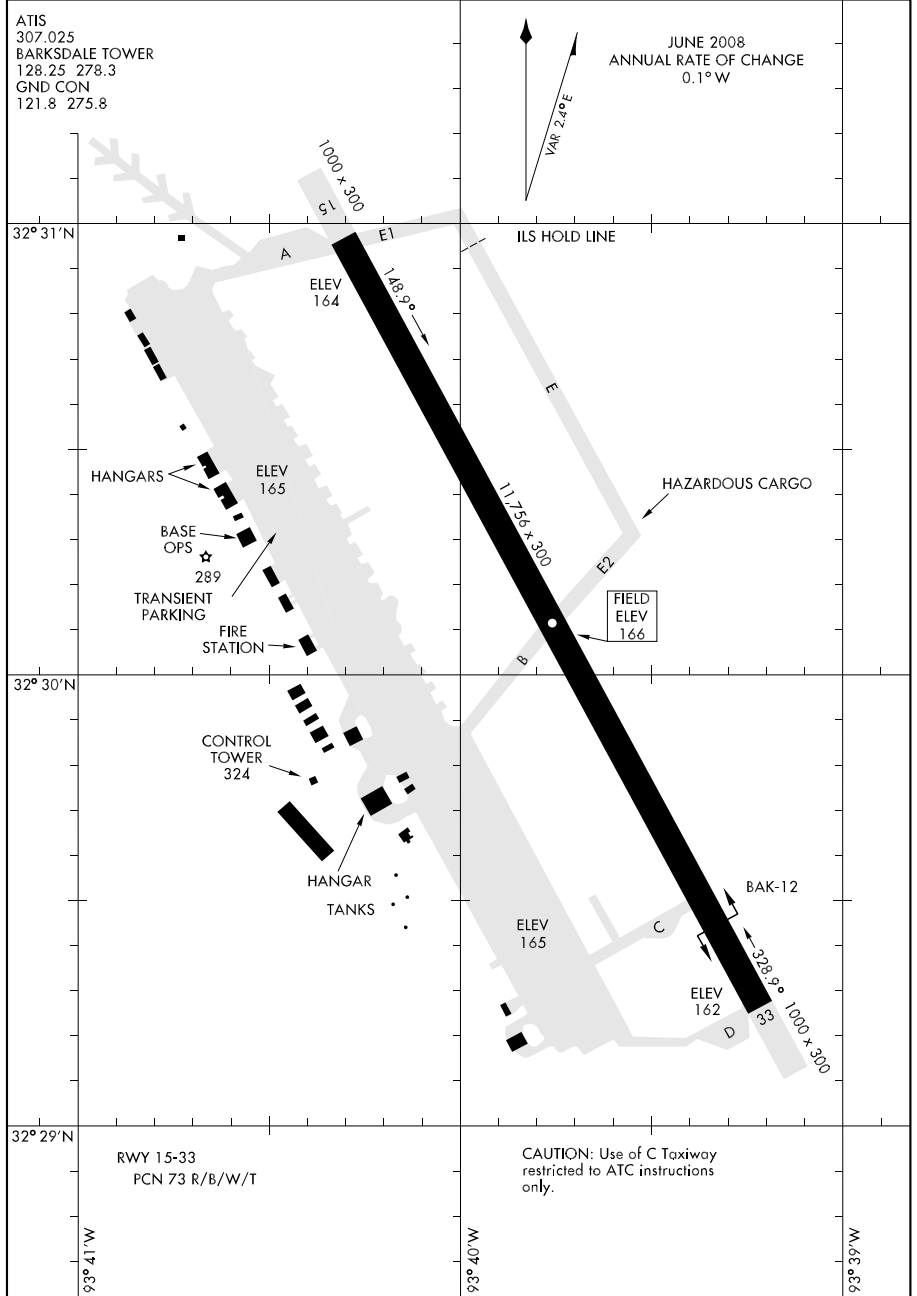 ATIS
307.025
BARKSDALE TOWER
128.25 278.3
GND CON
121.8 275.8
JUNE 2008
ANNUAL RATE OF CHANGE
0.1° W
VAR 2.4° E
1000 x 300
15
32° 31'N
A
E1
ILS HOLD LINE
ELEV
164
148.9°
E
HANGARS
ELEV
165
11,756 x 300
HAZARDOUS CARGO
BASE
OPS
289
E2
TRANSIENT
PARKING
FIELD
ELEV
166
FIRE
STATION
B
32° 30'N
CONTROL
TOWER
324
HANGAR
TANKS
BAK-12
ELEV
165
C
328.9°
ELEV
162
33
D
1000 x 300
32° 29'N
RWY 15-33
PCN 73 R/B/W/T
CAUTION: Use of C Taxiway
restricted to ATC instructions
only.
93° 41'W
93° 40'W
93° 39'W